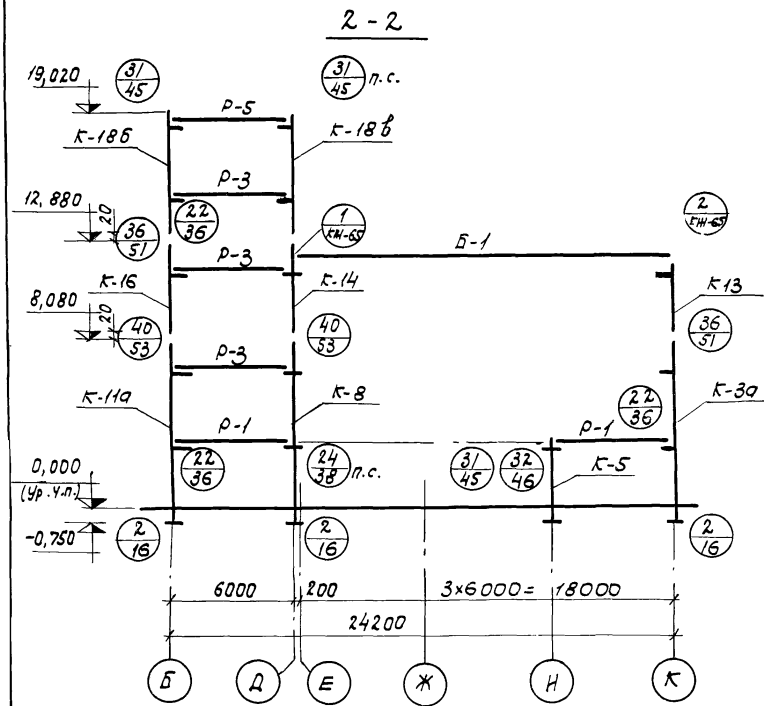 2-2
19,020
31/45
31/45 п.с.
Р-5
К-18б
К-18в
Р-3
12,880
20
22/36
36/51
1/КЖ-65
2/КЖ-65
Б-1
Р-3
К-16
К-14
К13
8,080
20
40/53
40/53
36/51
Р-3
К-11а
К-8
К-3а
22/36
Р-1
Р-1
0,000
(Ур.ч.п.)
22/36
24/38 п.с.
31/45
32/46
К-5
-0,750
2/16
2/16
2/16
6000
200
3х6000= 18000
24200
Б
Д
Е
Ж
Н
К